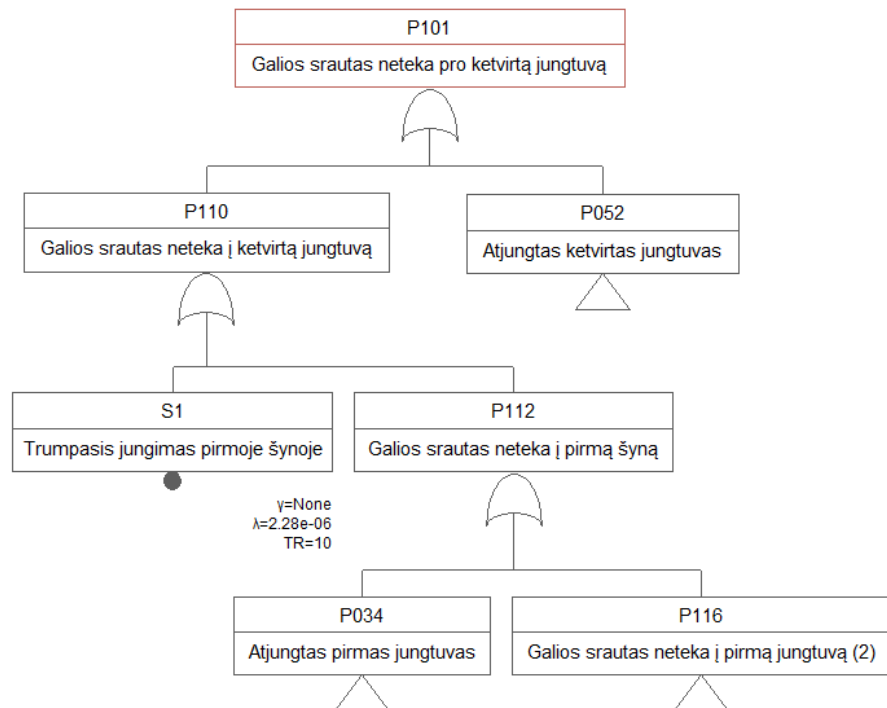 P101
Galios srautas neteka pro ketvirtą jungtuvą
P110
Galios srautas neteka į ketvirtą jungtuvą
P052
Atjungtas ketvirtas jungtuvas
S1
Trumpasis jungimas pirmoje šynoje
P112
Galios srautas neteka į pirmą šyną
γ=None
λ=2.28e-06
TR=10
P034
Atjungtas pirmas jungtuvas
P116
Galios srautas neteka į pirmą jungtuvą (2)